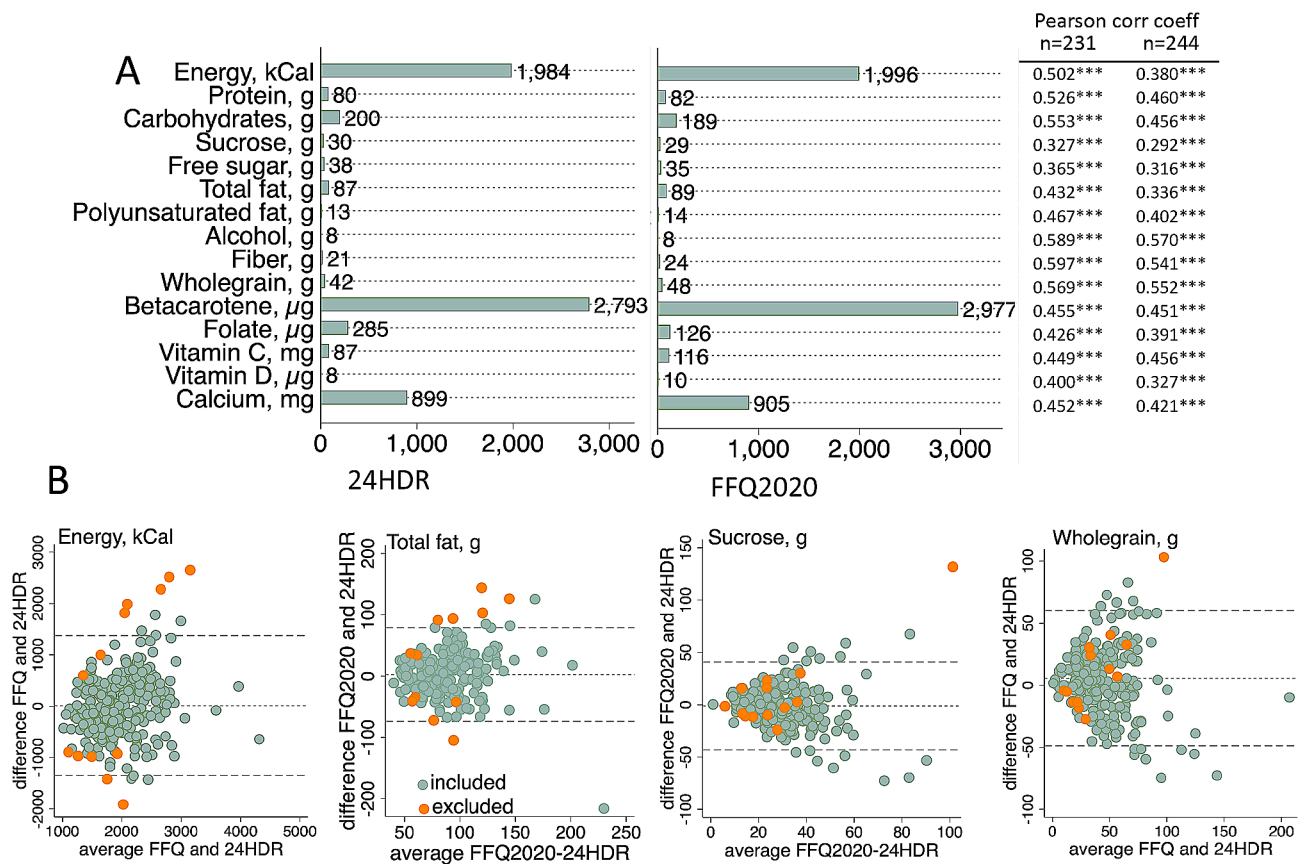 Pearson corr coeff
n=231 n=244
A
Energy, kCal 1,984 1,996 0.502*** 0.380***
Protein, g 80 82 0.526*** 0.460***
Carbohydrates, g 200 189 0.553*** 0.456***
Sucrose, g 30 29 0.327*** 0.292***
Free sugar, g 38 35 0.365*** 0.316***
Total fat, g 87 89 0.432*** 0.336***
Polyunsaturated fat, g 13 14 0.467*** 0.402***
Alcohol, g 8 8 0.589*** 0.570***
Fiber, g 21 24 0.597*** 0.541***
Wholegrain, g 42 48 0.569*** 0.552***
Betacarotene, µg 2,793 2,977 0.455*** 0.451***
Folate, µg 285 126 0.426*** 0.391***
Vitamin C, mg 87 116 0.449*** 0.456***
Vitamin D, µg 8 10 0.400*** 0.327***
Calcium, mg 899 905 0.452*** 0.421***
0 1,000 2,000 3,000 0 1,000 2,000 3,000
24HDR FFQ2020
B
Energy, kCal
difference FFQ and 24HDR
3000
2000
1000
0
-1000
-2000
1000 2000 3000 4000 5000
average FFQ and 24HDR
Total fat, g
difference FFQ2020 and 24HDR
200
100
0
-100
-200
included
excluded
50 100 150 200 250
average FFQ2020-24HDR
Sucrose, g
difference FFQ2020 and 24HDR
150
100
50
0
-50
-100
0 20 40 60 80 100
average FFQ2020-24HDR
Wholegrain, g
difference FFQ and 24HDR
100
50
0
-50
-100
0 50 100 150 200
average FFQ and 24HDR